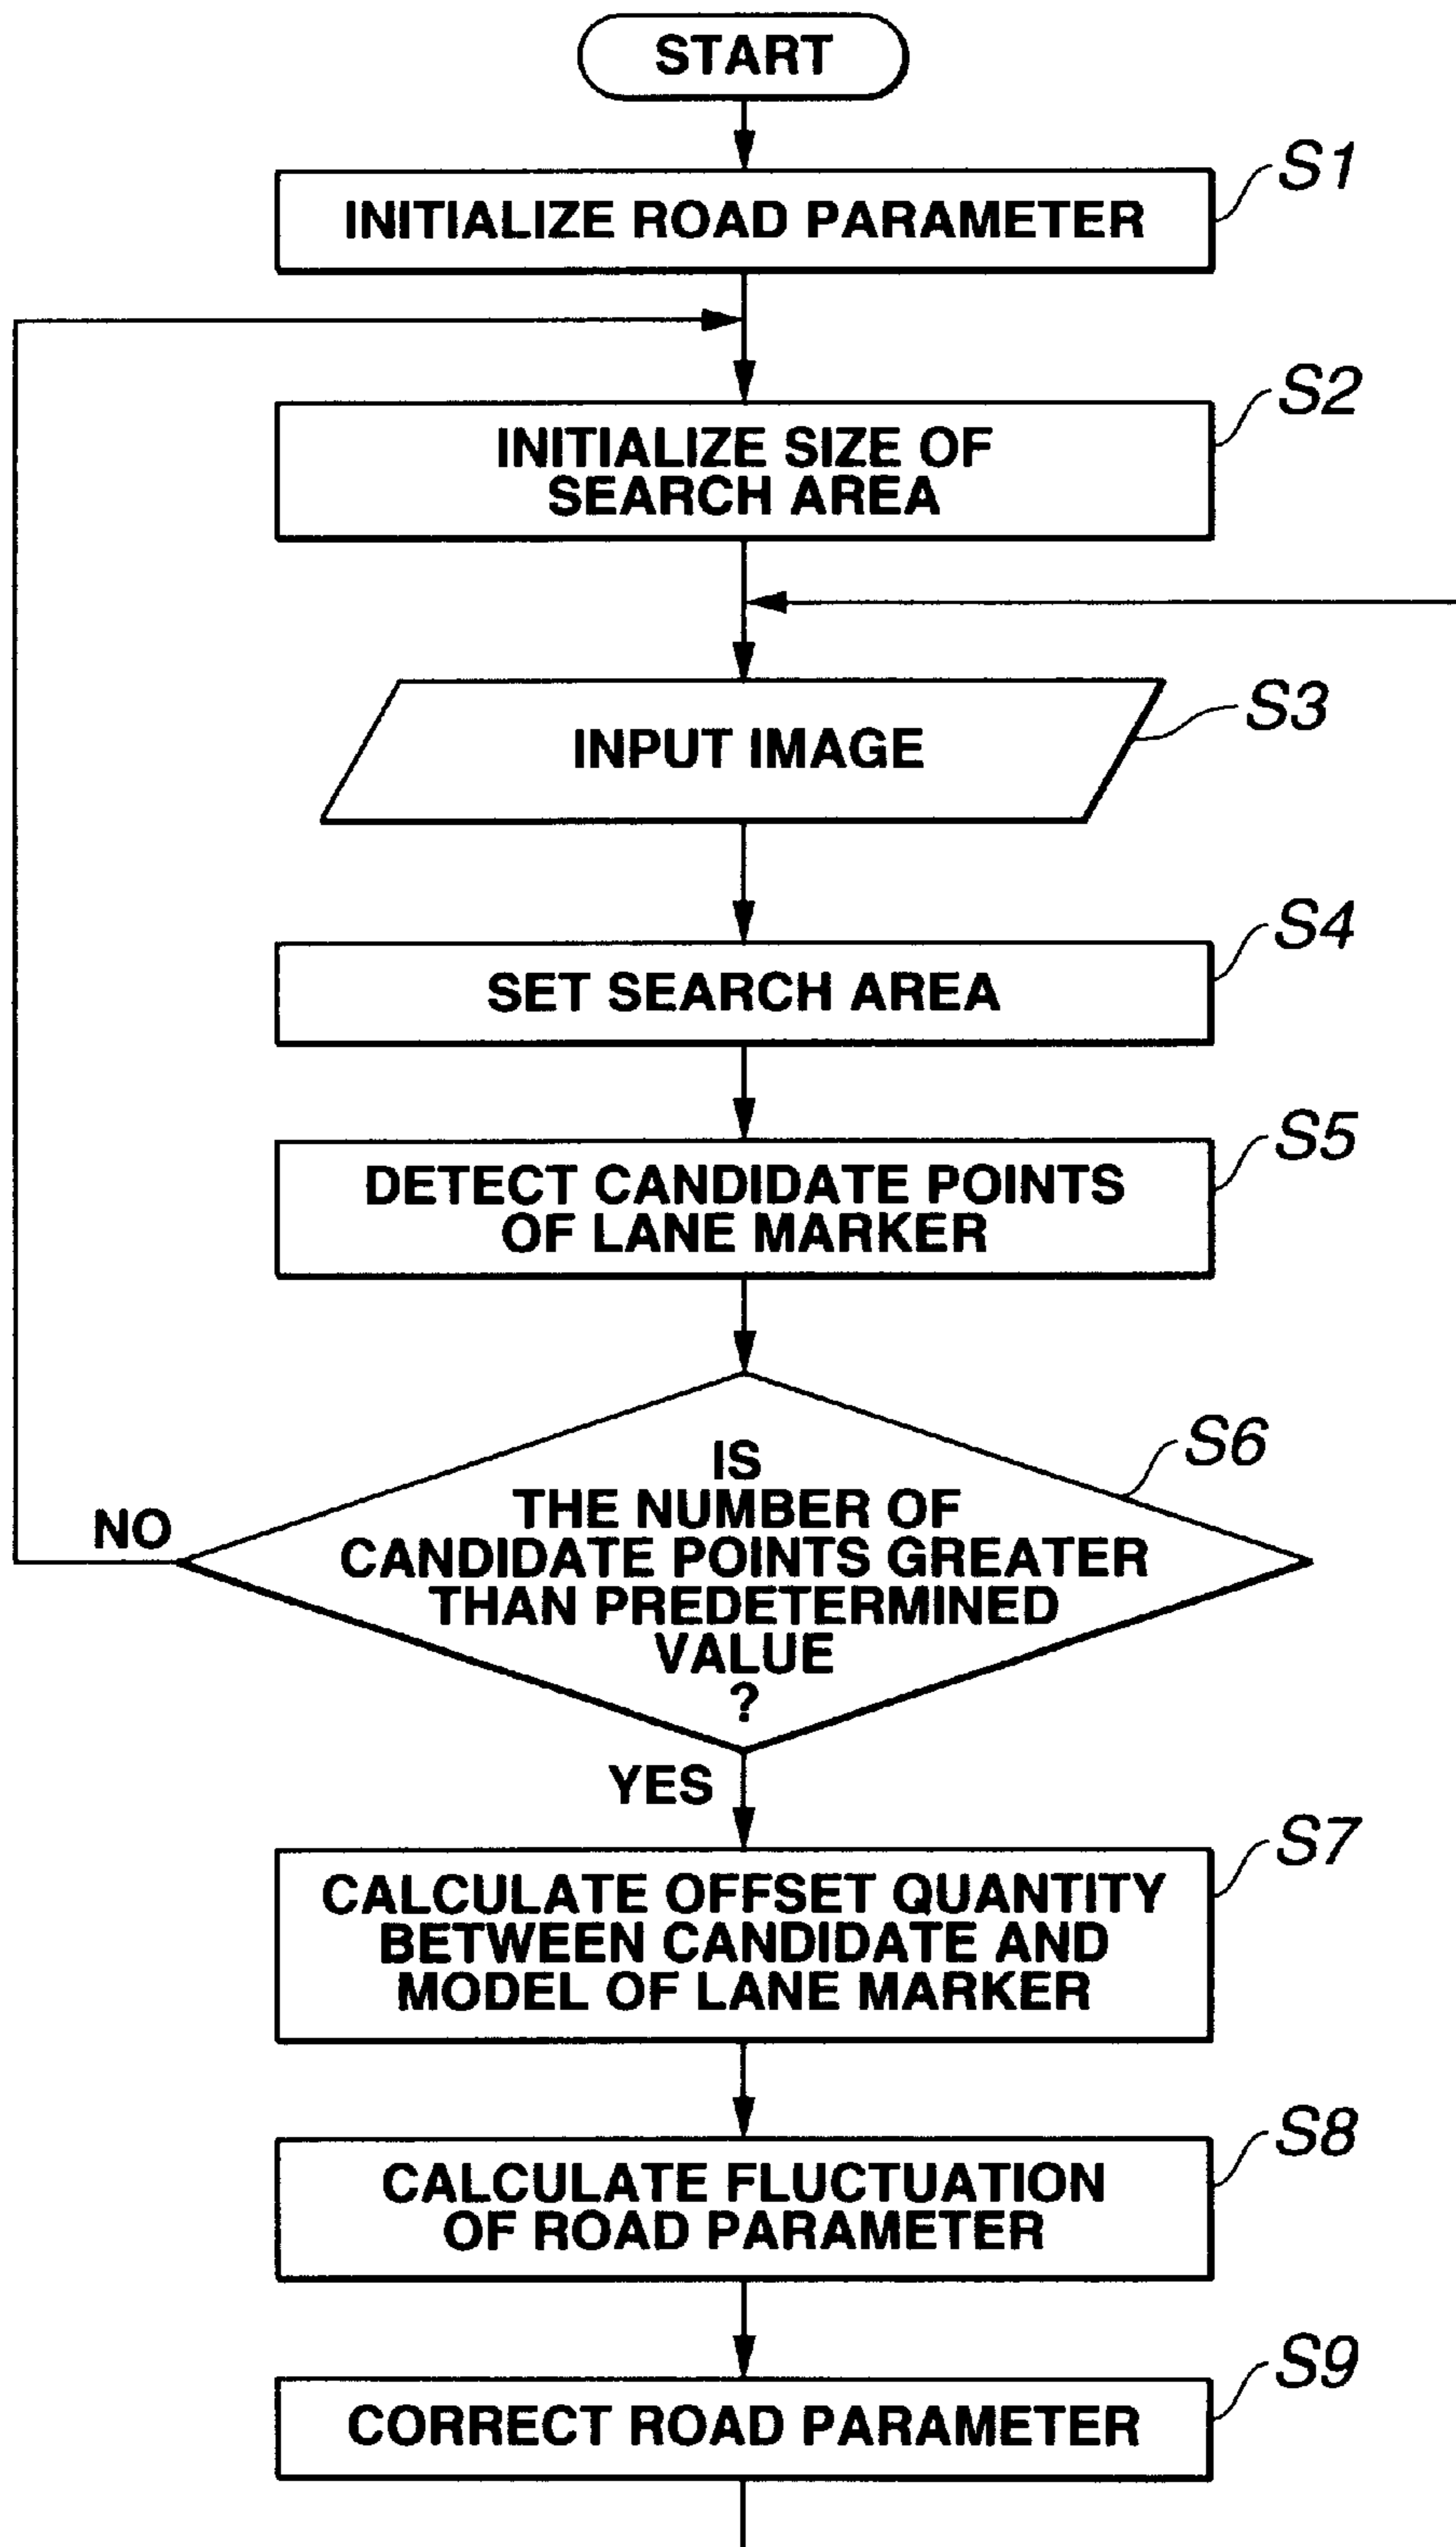 START
S1
INITIALIZE ROAD PARAMETER
S2
INITIALIZE SIZE OF
SEARCH AREA
S3
INPUT IMAGE
S4
SET SEARCH AREA
S5
DETECT CANDIDATE POINTS
OF LANE MARKER
S6
IS
THE NUMBER OF
CANDIDATE POINTS GREATER
THAN PREDETERMINED
VALUE
?
NO
YES
S7
CALCULATE OFFSET QUANTITY
BETWEEN CANDIDATE AND
MODEL OF LANE MARKER
S8
CALCULATE FLUCTUATION
OF ROAD PARAMETER
S9
CORRECT ROAD PARAMETER